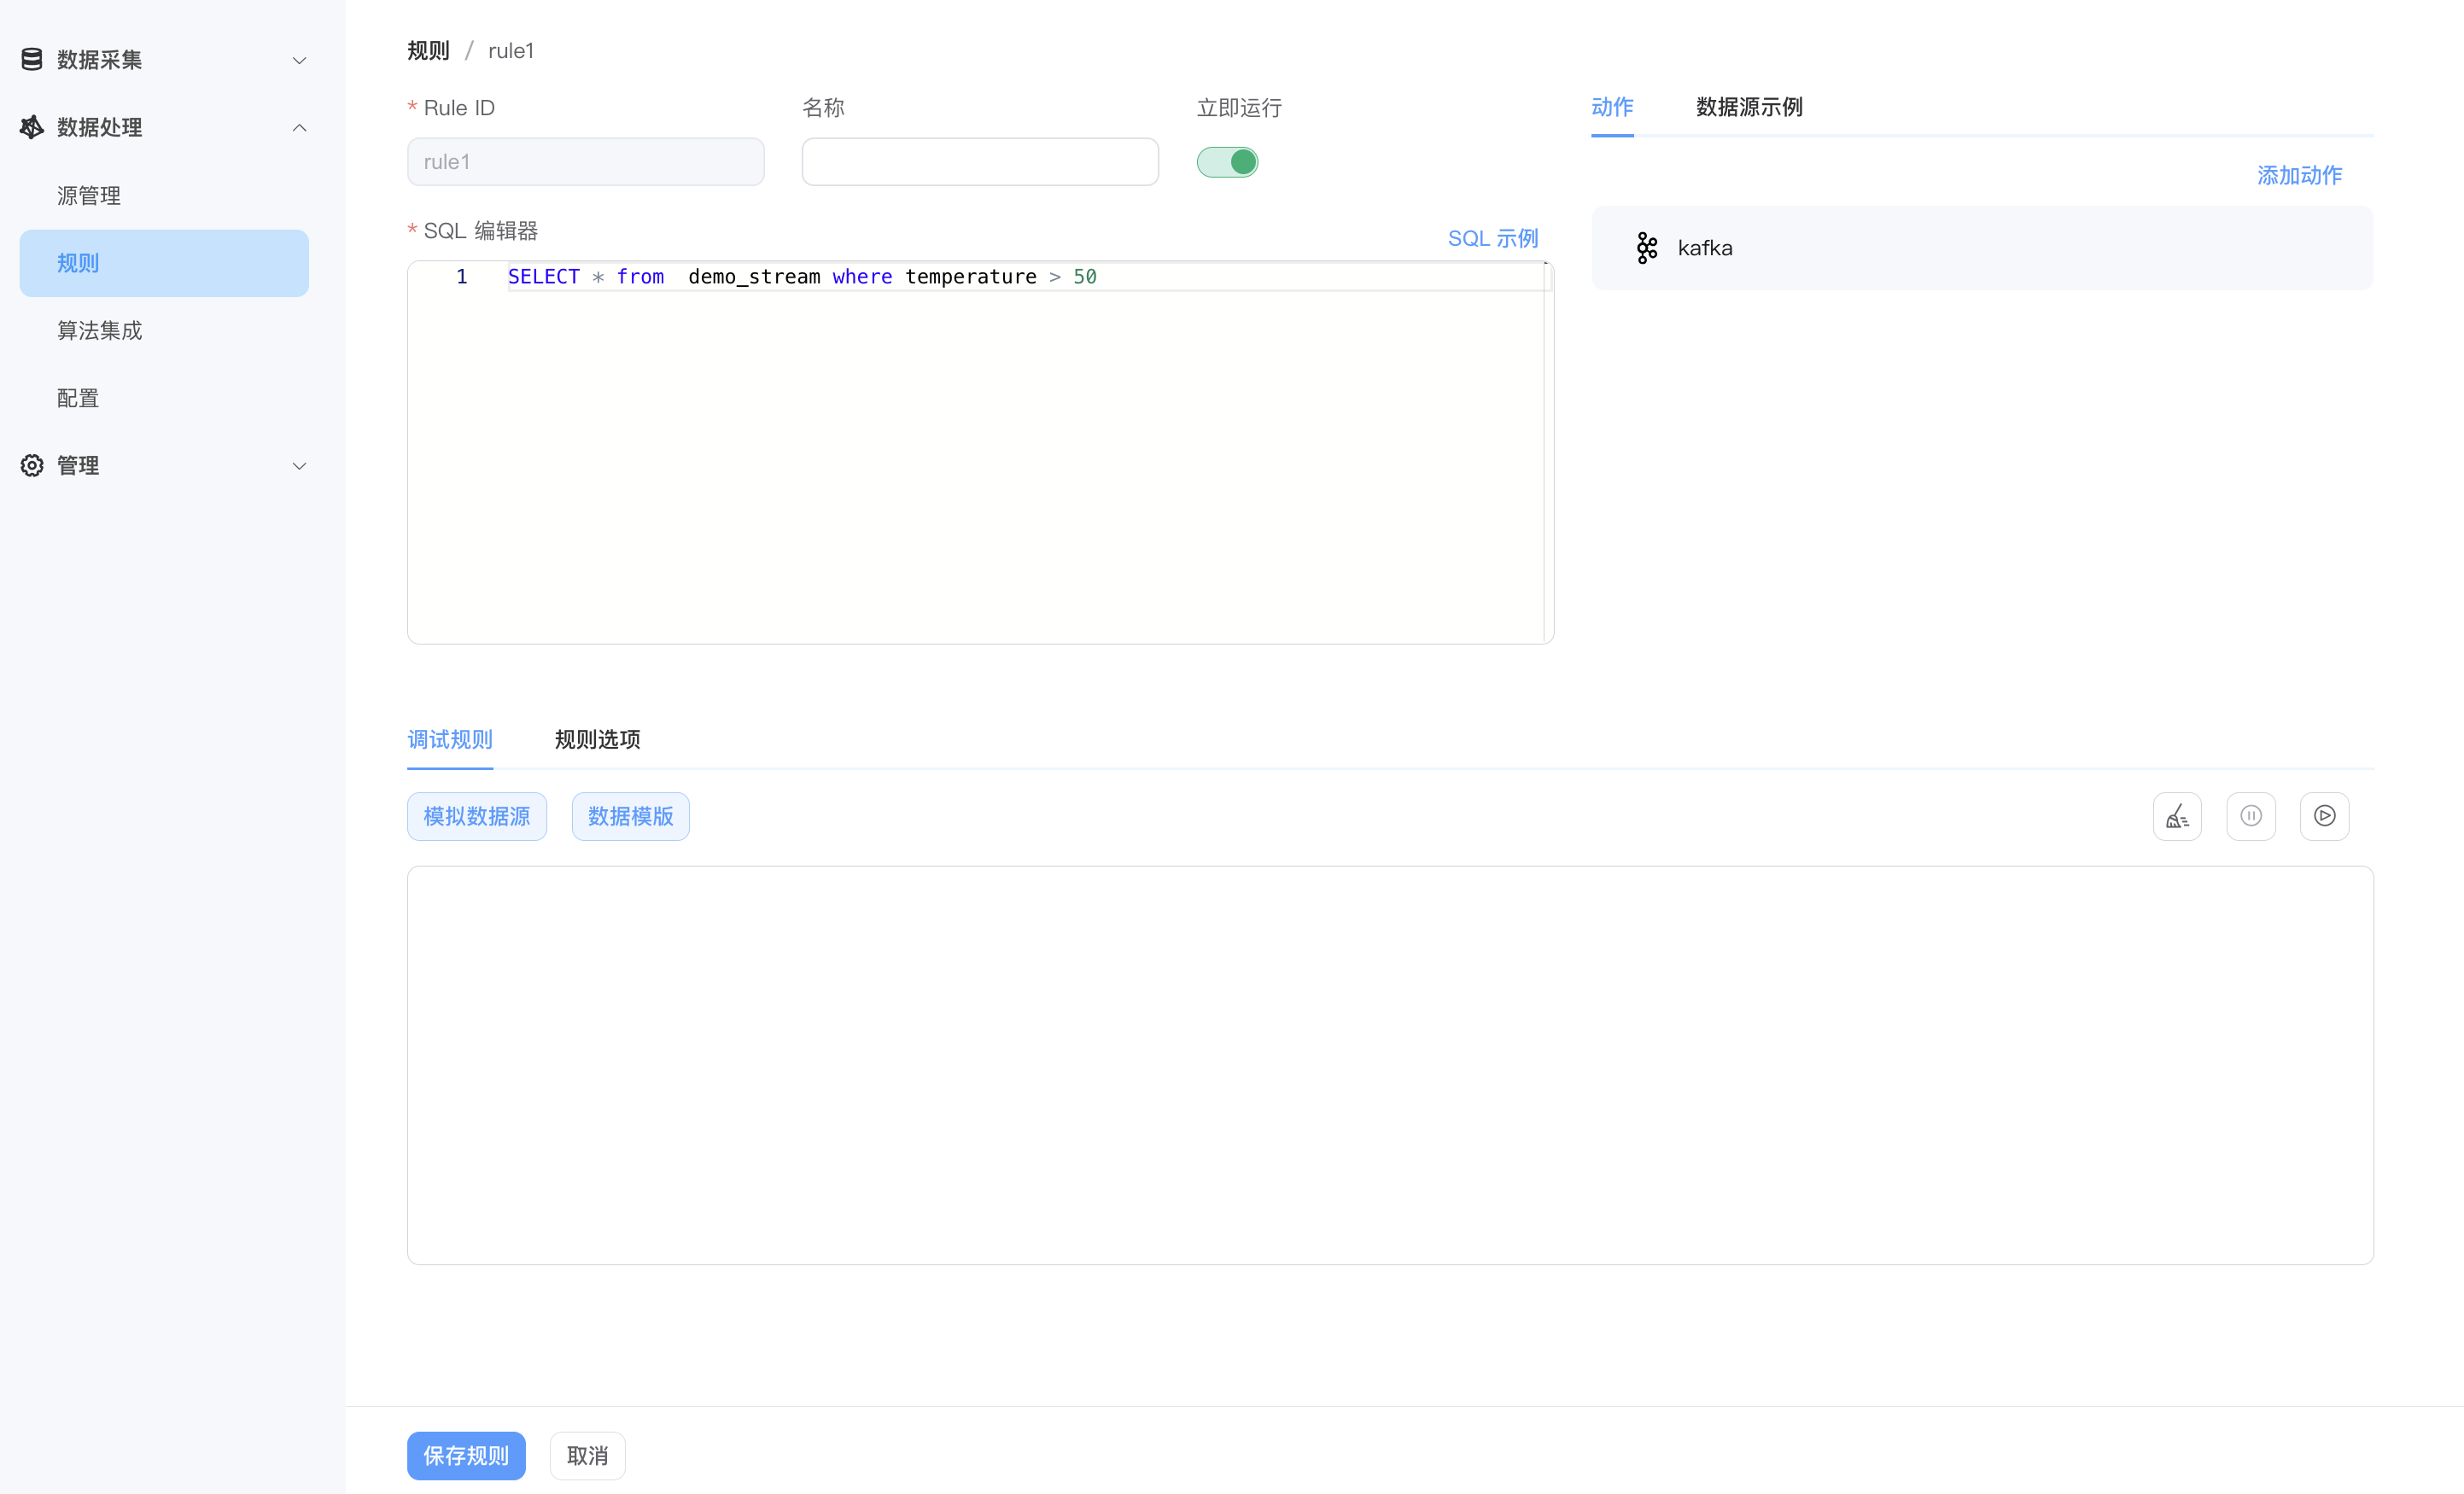 数据采集
数据处理
源管理
规则
算法集成
配置
管理
规则 / rule1
* Rule ID
名称
立即运行
rule1
* SQL 编辑器
SQL 示例
1 SELECT * from  demo_stream where temperature > 50
动作
数据源示例
添加动作
kafka
调试规则
规则选项
模拟数据源
数据模版
保存规则
取消